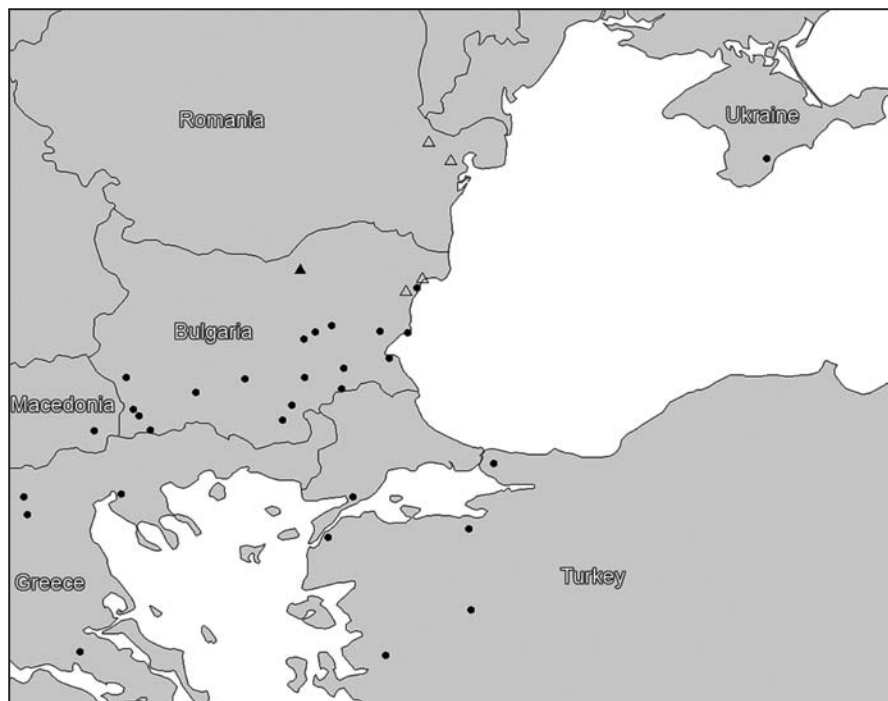 Romania
Ukraine
Bulgaria
Macedonia
Greece
Turkey